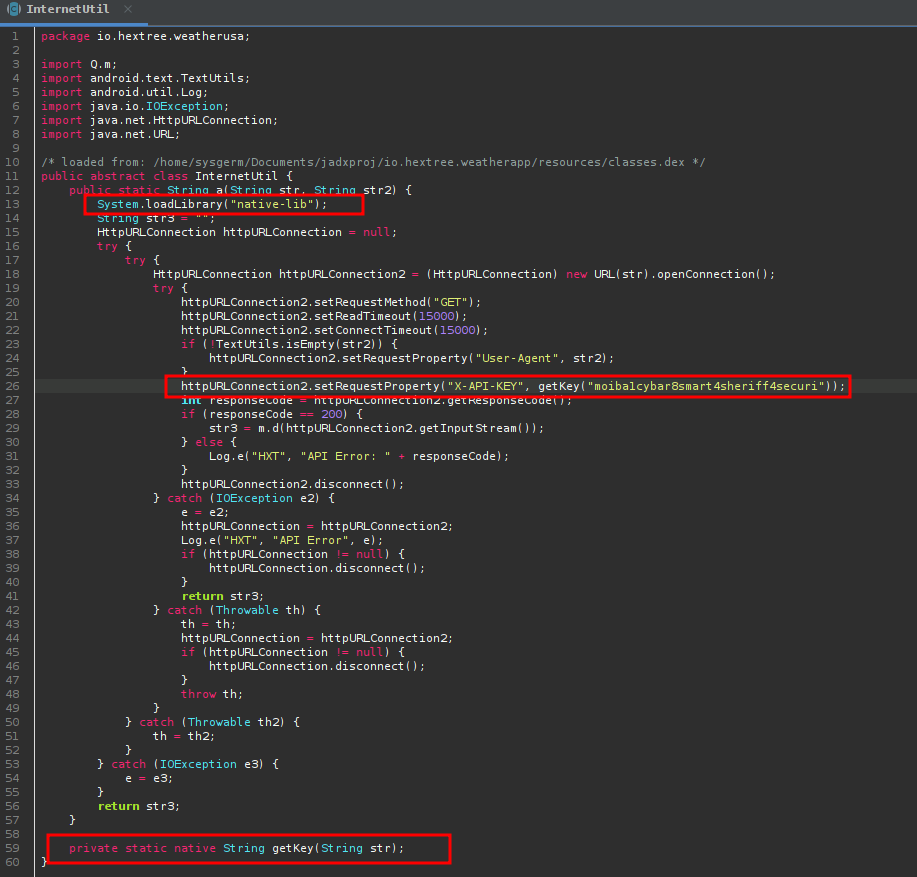 InternetUtil ×
1 package io.hextree.weatherusa;
2
3 import Q.m;
4 import android.text.TextUtils;
5 import android.util.Log;
6 import java.io.IOException;
7 import java.net.HttpURLConnection;
8 import java.net.URL;
9
10 /* loaded from: /home/sysgerm/Documents/jadxproj/io.hextree.weatherapp/resources/classes.dex */
11 public abstract class InternetUtil {
12     public static String a(String str, String str2) {
13         System.loadLibrary("native-lib");
14         String str3 = "";
15         HttpURLConnection httpURLConnection = null;
16         try {
17             try {
18                 HttpURLConnection httpURLConnection2 = (HttpURLConnection) new URL(str).openConnection();
19                 try {
20                     httpURLConnection2.setRequestMethod("GET");
21                     httpURLConnection2.setReadTimeout(15000);
22                     httpURLConnection2.setConnectTimeout(15000);
23                     if (!TextUtils.isEmpty(str2)) {
24                         httpURLConnection2.setRequestProperty("User-Agent", str2);
25                     }
26                     httpURLConnection2.setRequestProperty("X-API-KEY", getKey("moiba1cybar8smart4sheriff4securi"));
27                     int responseCode = httpURLConnection2.getResponseCode();
28                     if (responseCode == 200) {
29                         str3 = m.d(httpURLConnection2.getInputStream());
30                     } else {
31                         Log.e("HXT", "API Error: " + responseCode);
32                     }
33                     httpURLConnection2.disconnect();
34                 } catch (IOException e2) {
35                     e = e2;
36                     httpURLConnection = httpURLConnection2;
37                     Log.e("HXT", "API Error", e);
38                     if (httpURLConnection != null) {
39                         httpURLConnection.disconnect();
40                     }
41                     return str3;
42                 } catch (Throwable th) {
43                     th = th;
44                     httpURLConnection = httpURLConnection2;
45                     if (httpURLConnection != null) {
46                         httpURLConnection.disconnect();
47                     }
48                     throw th;
49                 }
50             } catch (Throwable th2) {
51                 th = th2;
52             }
53         } catch (IOException e3) {
54             e = e3;
55         }
56         return str3;
57     }
58
59     private static native String getKey(String str);
60 }